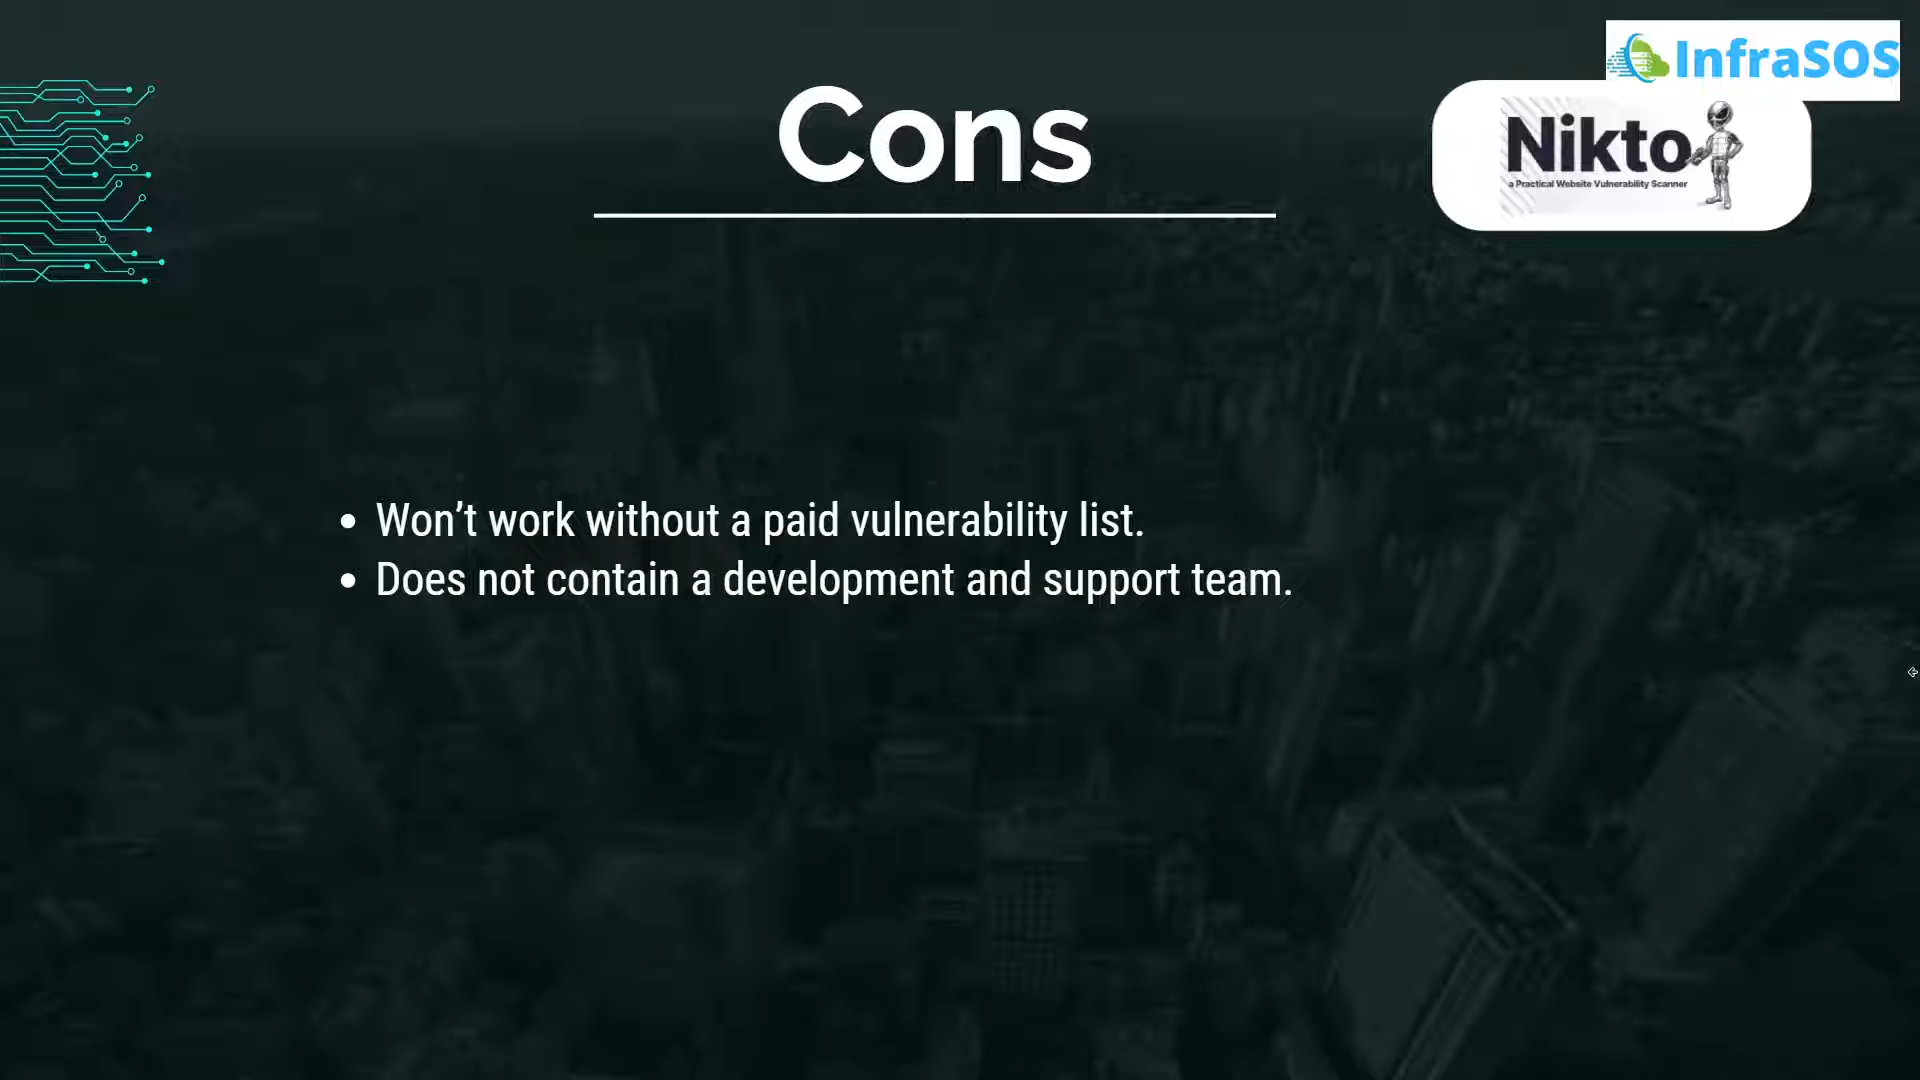 InfraSOS
Cons
Nikto
a Practical Website Vulnerability Scanner
• Won’t work without a paid vulnerability list.
• Does not contain a development and support team.